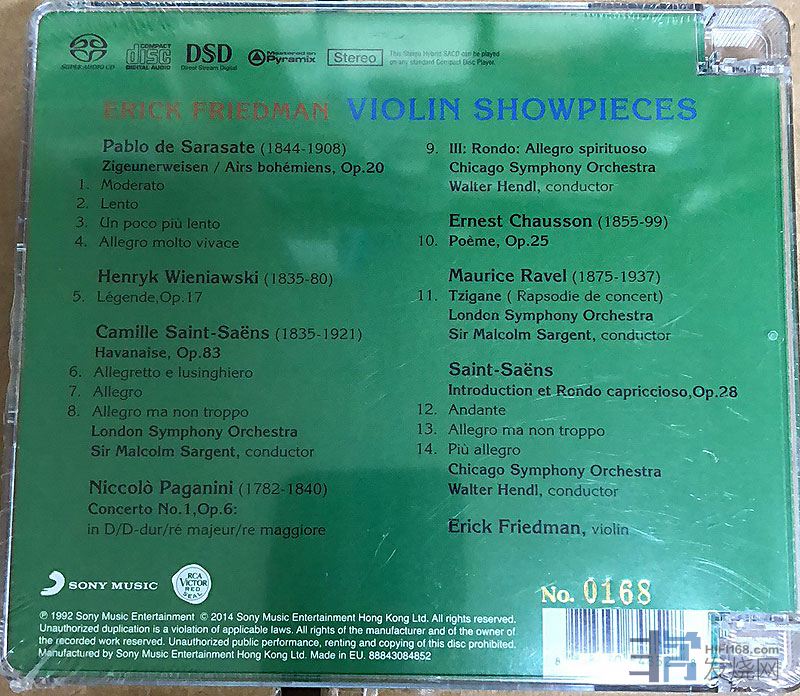 SUPER AUDIO CD
COMPACT
disc
DIGITAL AUDIO
DSD
Direct Stream Digital
Mastered on
Pyramix
Stereo
This Stereo Hybrid SACD can be played
on any standard Compact Disc Player.
ERICK FRIEDMAN VIOLIN SHOWPIECES
Pablo de Sarasate (1844-1908)
Zigeunerweisen / Airs bohémiens, Op.20
1. Moderato
2. Lento
3. Un poco più lento
4. Allegro molto vivace
Henryk Wieniawski (1835-80)
5. Légende,Op.17
Camille Saint-Saëns (1835-1921)
Havanaise, Op.83
6. Allegretto e lusinghiero
7. Allegro
8. Allegro ma non troppo
London Symphony Orchestra
Sir Malcolm Sargent, conductor
Niccolò Paganini (1782-1840)
Concerto No.1,Op.6:
in D/D-dur/ré majeur/re maggiore
9. III: Rondo: Allegro spirituoso
Chicago Symphony Orchestra
Walter Hendl, conductor
Ernest Chausson (1855-99)
10. Poème, Op.25
Maurice Ravel (1875-1937)
11. Tzigane ( Rapsodie de concert)
London Symphony Orchestra
Sir Malcolm Sargent, conductor
Saint-Saëns
Introduction et Rondo capriccioso,Op.28
12. Andante
13. Allegro ma non troppo
14. Più allegro
Chicago Symphony Orchestra
Walter Hendl, conductor
Erick Friedman, violin
SONY MUSIC
RCA
VICTOR
RED
SEAL
No. 0168
℗ 1992 Sony Music Entertainment © 2014 Sony Music Entertainment Hong Kong Ltd. All rights reserved.
Unauthorized duplication is a violation of applicable laws. All rights of the manufacturer and of the owner of
the recorded work reserved. Unauthorized public performance, renting and copying of this disc prohibited.
Manufactured by Sony Music Entertainment Hong Kong Ltd. Made in EU. 88843084852
HIFI168.com
发烧网